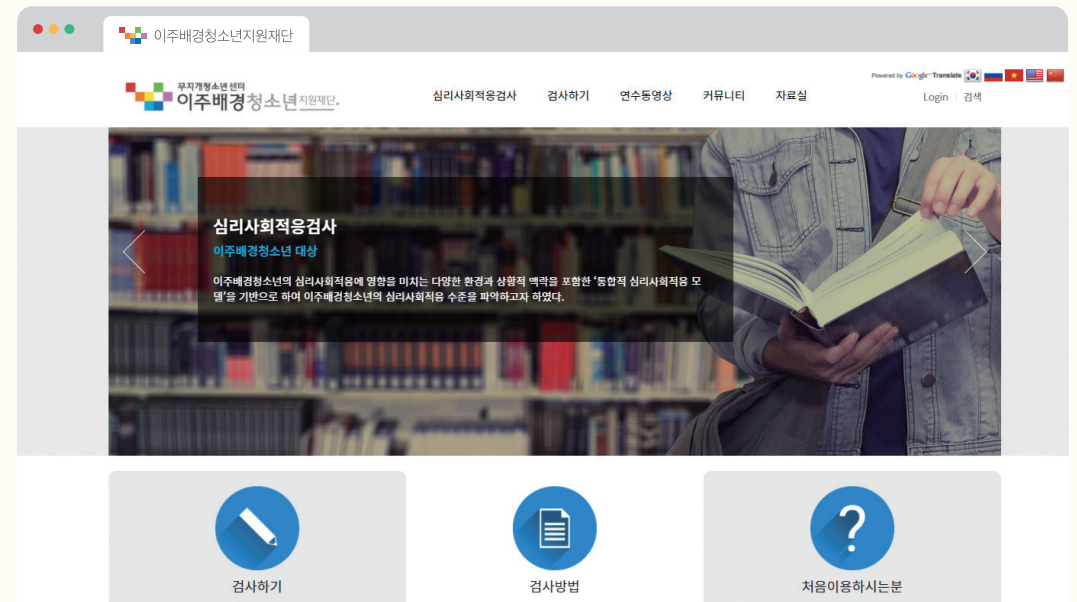 이주배경청소년지원재단
무지개청소년센터
이주배경청소년지원재단.
심리사회적응검사 검사하기 연수동영상 커뮤니티 자료실
Powered by Google™ Translate
Login | 검색
심리사회적응검사
이주배경청소년 대상
이주배경청소년의 심리사회적응에 영향을 미치는 다양한 환경과 상황적 맥락을 포함한 ‘통합적 심리사회적응 모
델’을 기반으로 하여 이주배경청소년의 심리사회적응 수준을 파악하고자 하였다.
검사하기
검사방법
처음이용하시는분